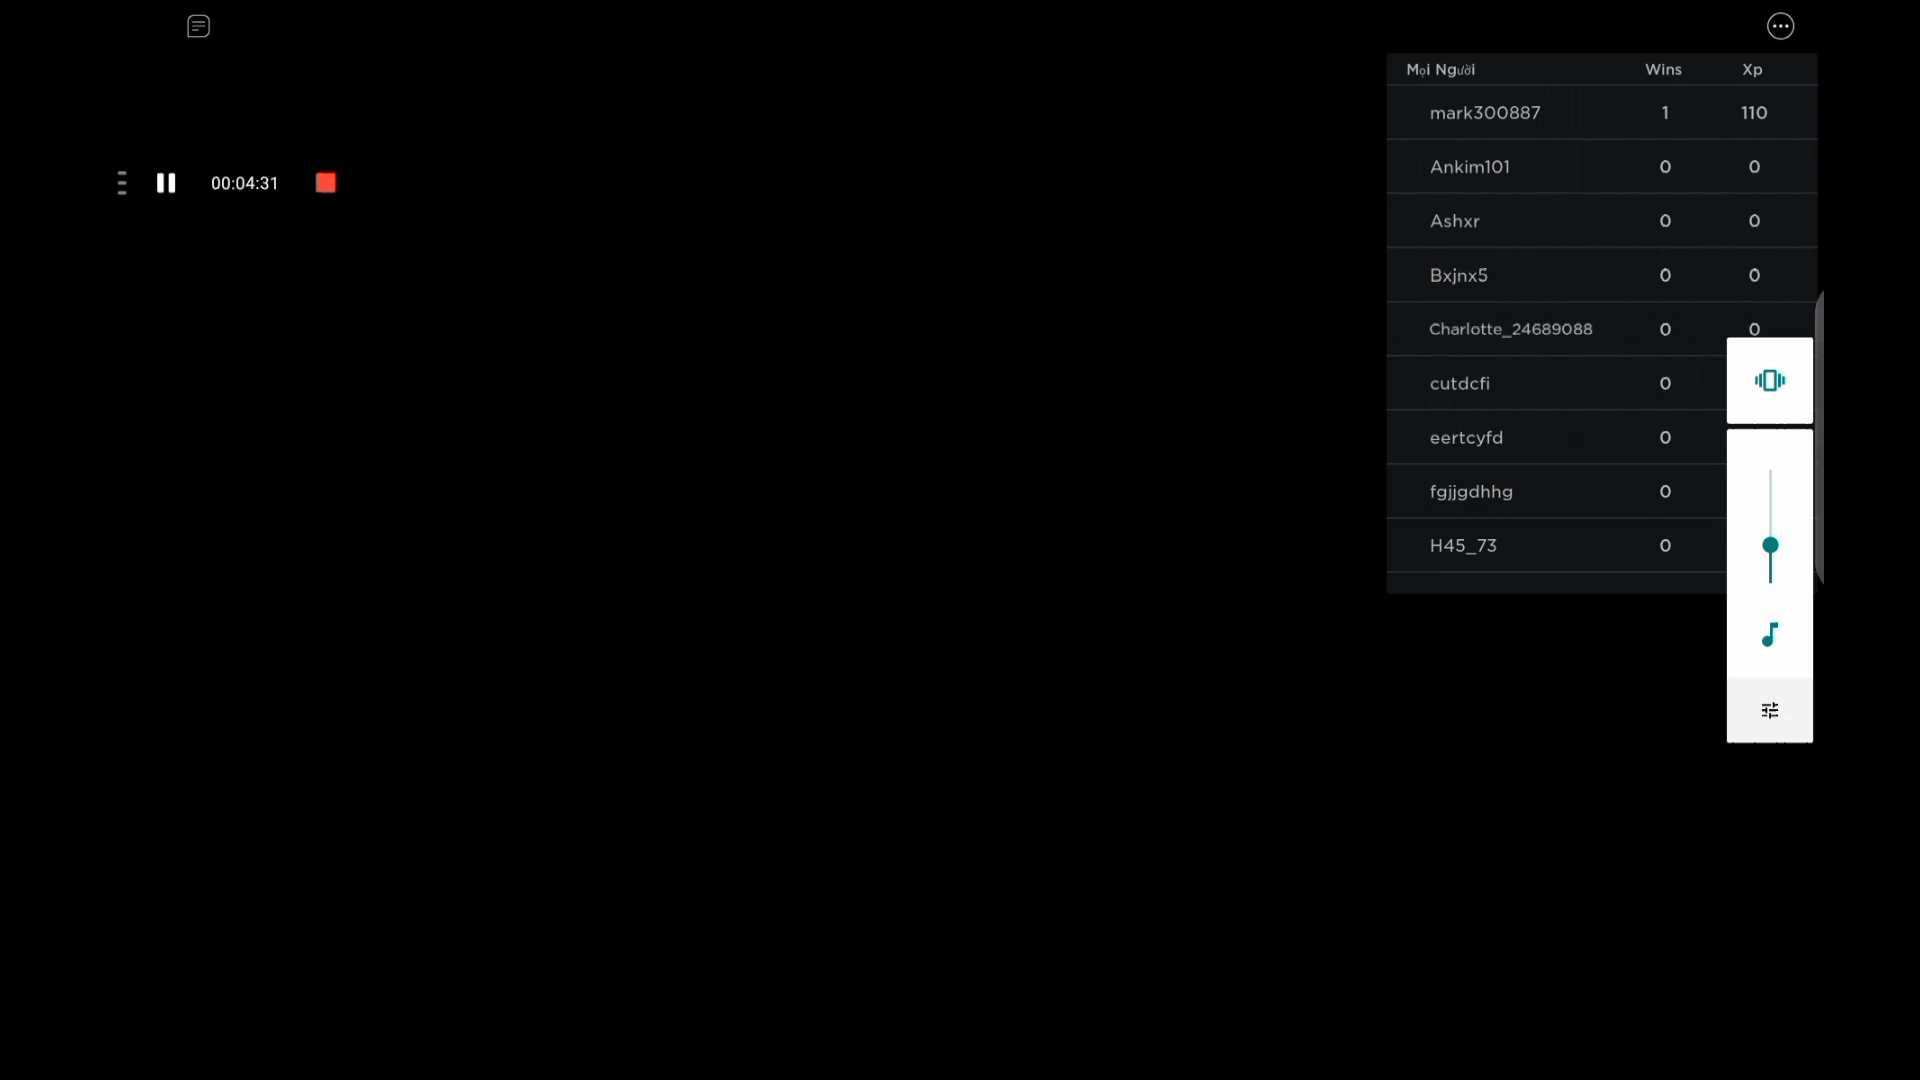 Mọi Người Wins Xp
mark300887 1 110
00:04:31
Ankim101 0 0
Ashxr 0 0
Bxjnx5 0 0
Charlotte_24689088 0 0
cutdcfi 0
eertcyfd 0
fgjjgdhhg 0
H45_73 0